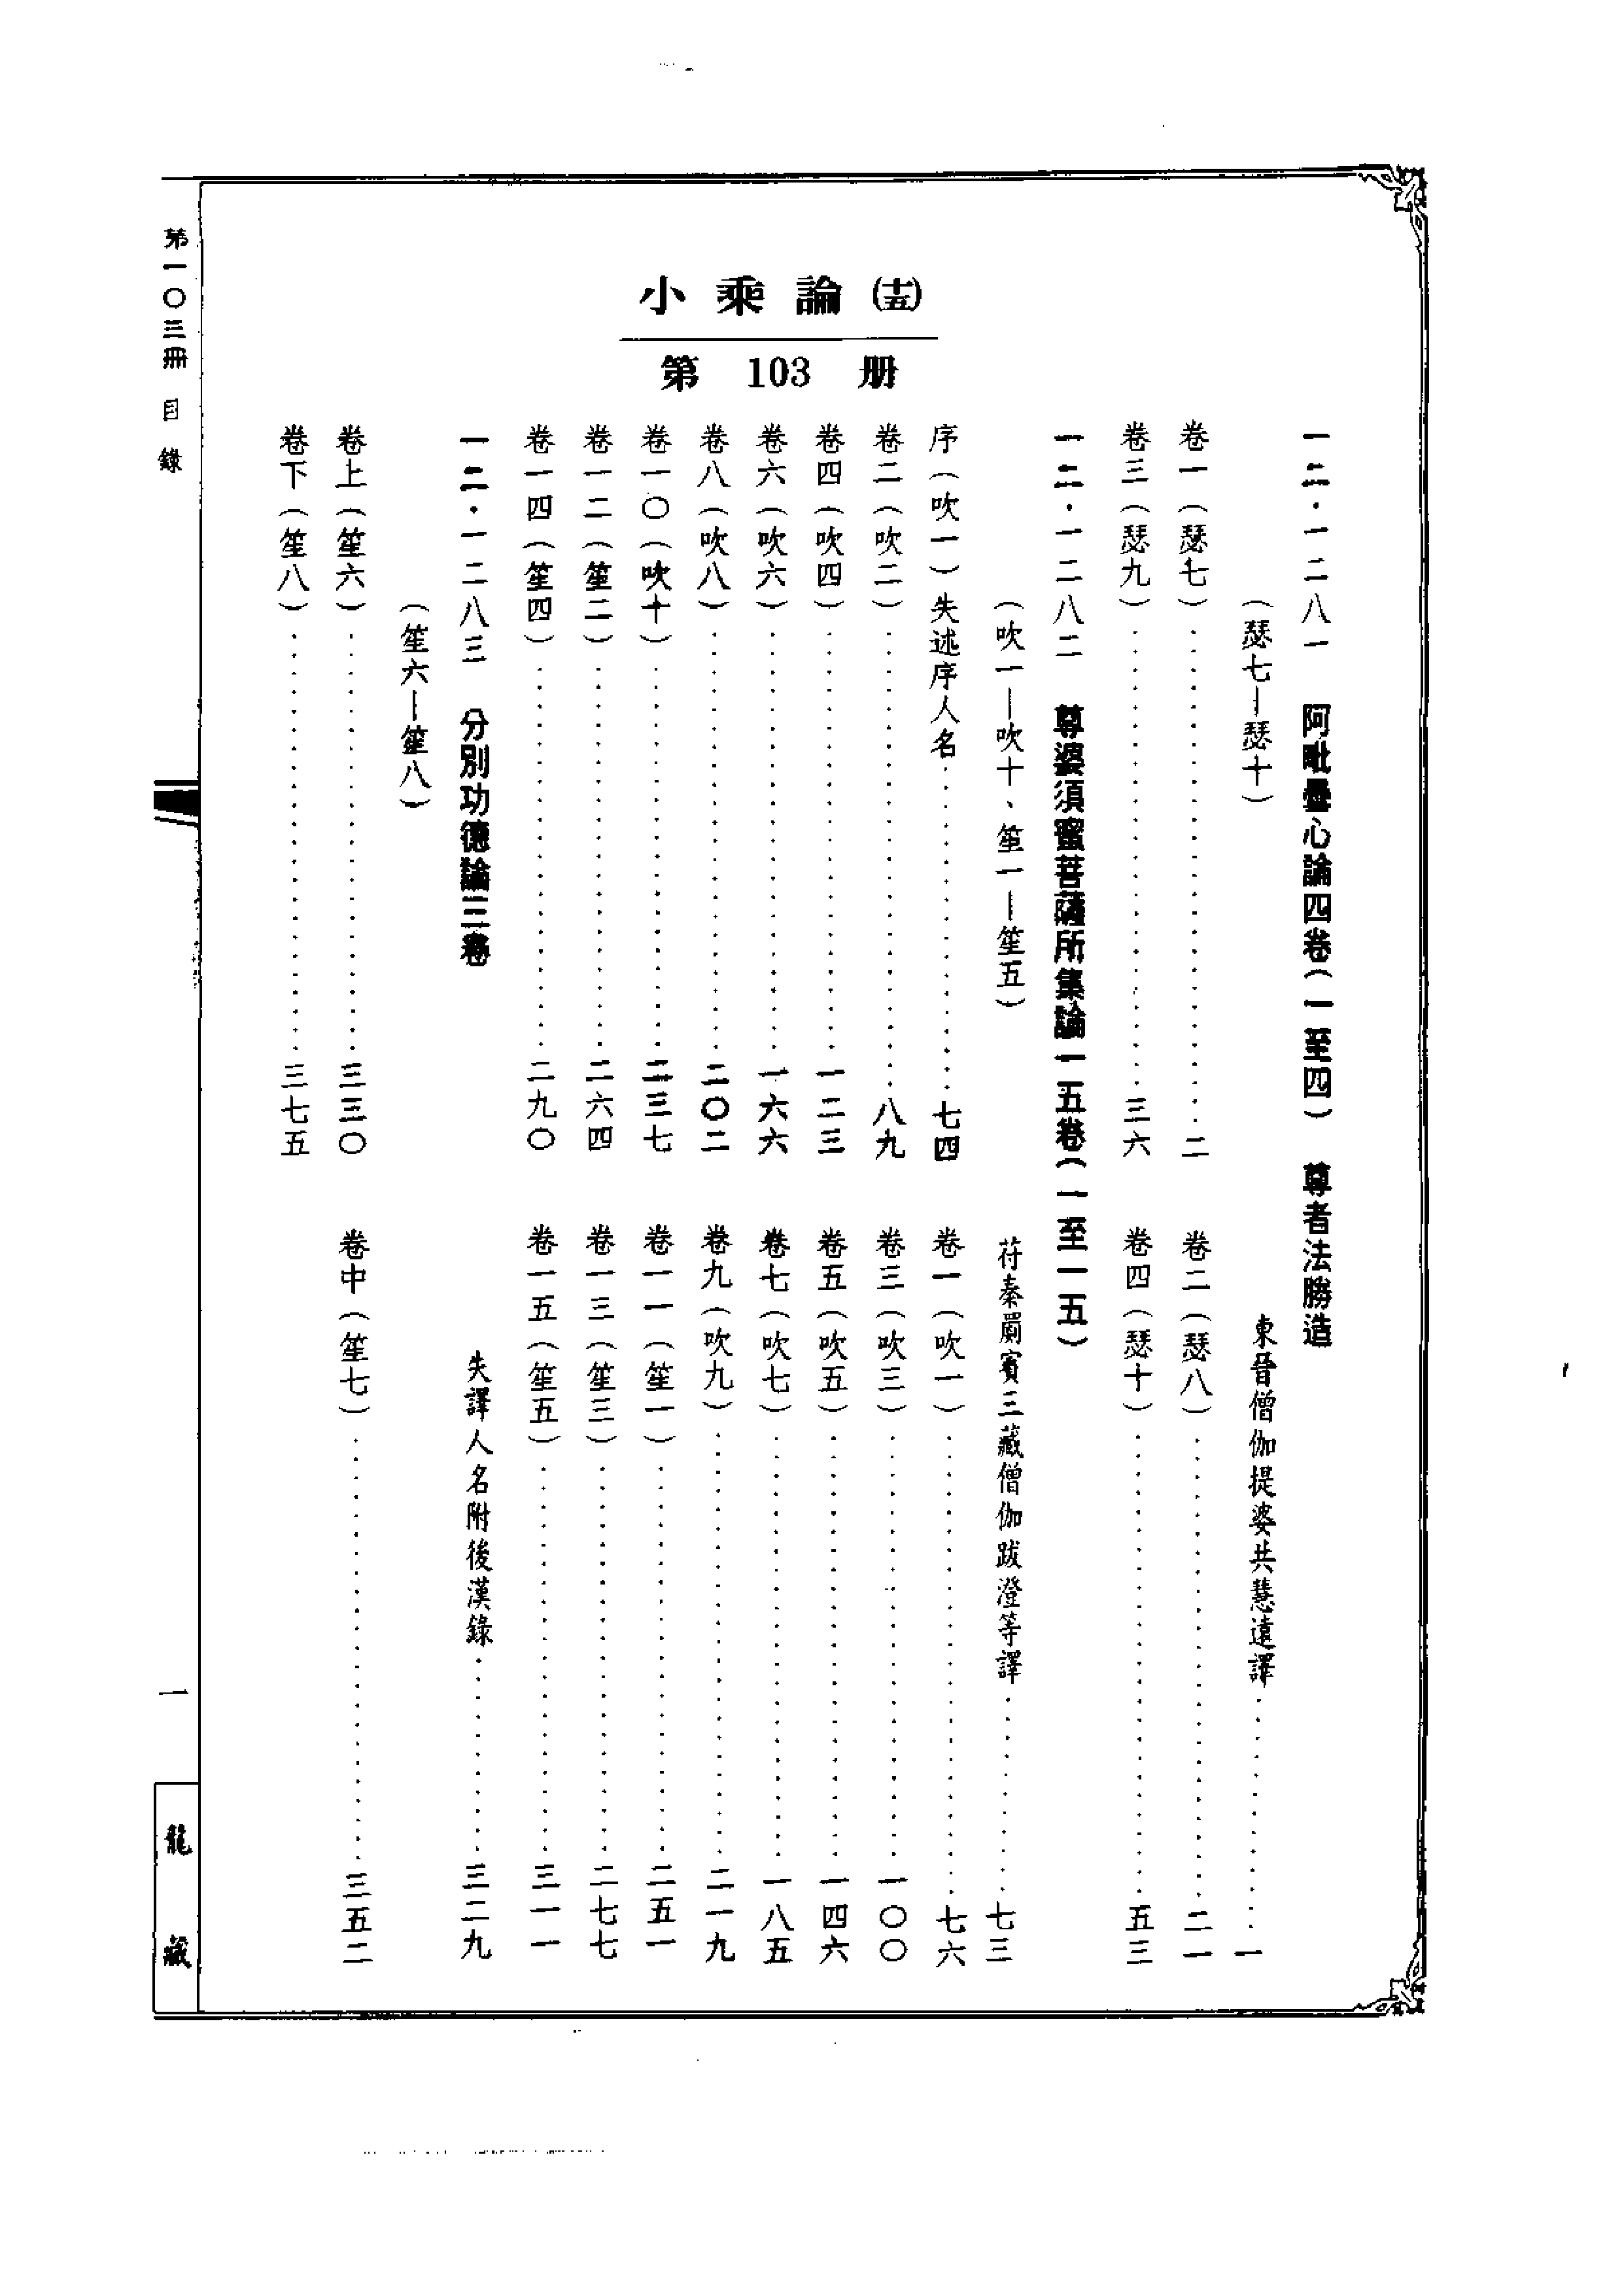 小乘論(十五)
第 103 册
一二·一二八一 阿毗曇心論四卷(一至四) 尊者法勝造
(瑟七—瑟十) 東晉僧伽提婆共慧遠譯……一
卷一(瑟七)……二 卷二(瑟八)……二一
卷三(瑟九)……三六 卷四(瑟十)……五三
一二·一二八二 尊婆須蜜菩薩所集論一五卷(一至一五)
(吹一—吹十、笙一—笙五) 苻秦罽賓三藏僧伽跋澄等譯……七三
序(吹一)失述序人名……七四 卷一(吹一)……七六
卷二(吹二)……八九 卷三(吹三)……一〇〇
卷四(吹四)……一二三 卷五(吹五)……一四六
卷六(吹六)……一六六 卷七(吹七)……一八五
卷八(吹八)……二〇二 卷九(吹九)……二一九
卷一〇(吹十)……二三七 卷一一(笙一)……二五一
卷一二(笙二)……二六四 卷一三(笙三)……二七七
卷一四(笙四)……二九〇 卷一五(笙五)……三一一
一二·一二八三 分別功德論三卷 失譯人名附後漢錄……三二九
(笙六—笙八)
卷上(笙六)……三三〇 卷中(笙七)……三五二
卷下(笙八)……三七五
第一〇三冊 目錄
一
龍藏